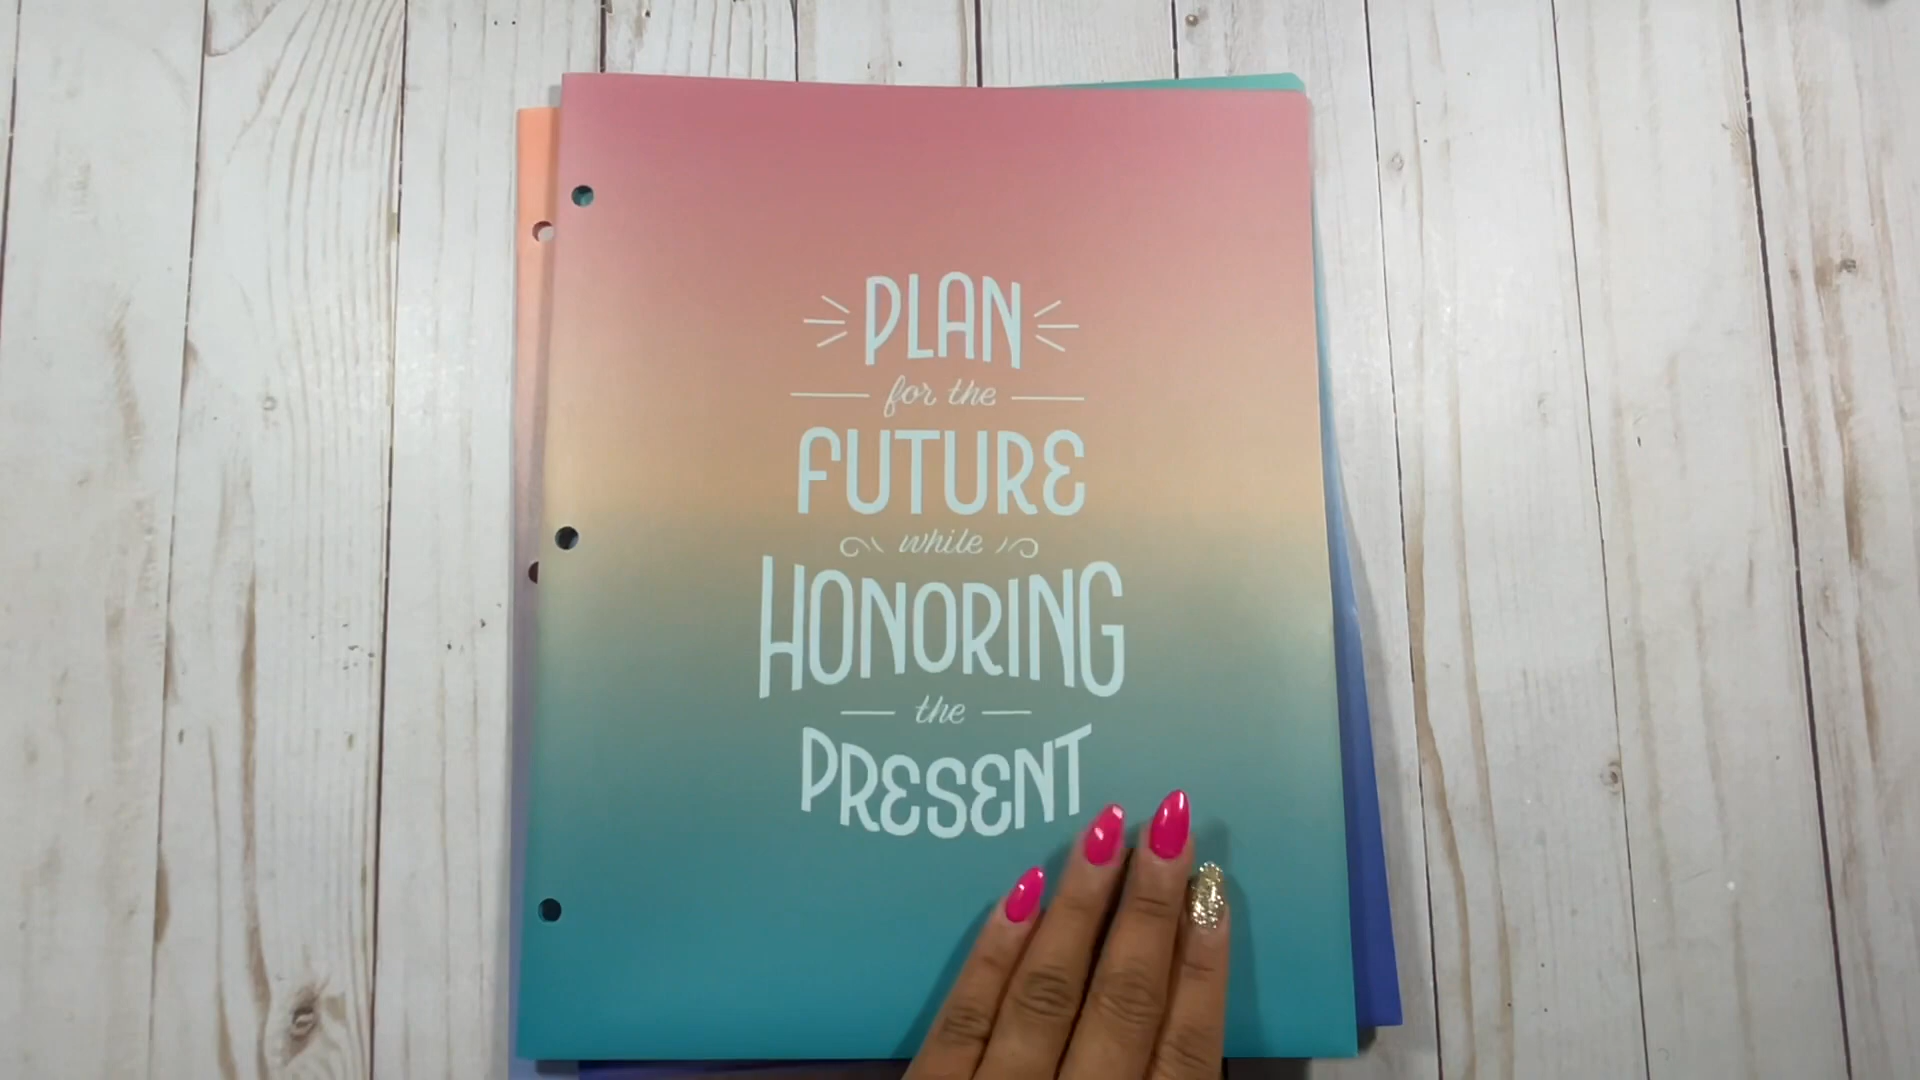 PLAN
for the
FUTURE
while
HONORING
the
PRESENT